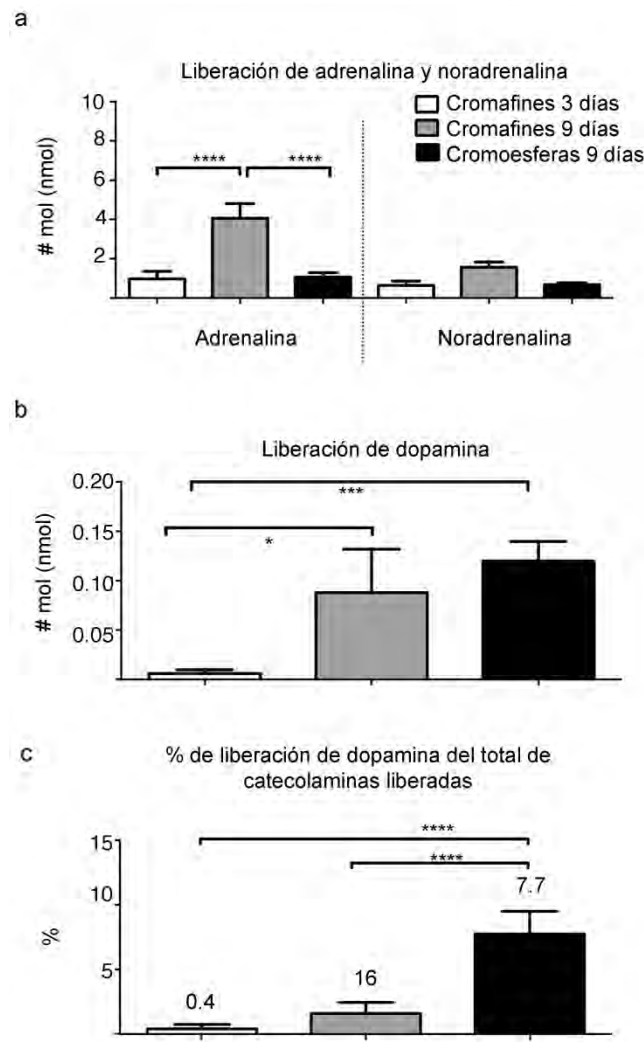 a
Liberación de adrenalina y noradrenalina
10
8
6
4
2
# mol (nmol)
Cromafines 3 días
Cromafines 9 días
Cromoesferas 9 días
**** ****
Adrenalina Noradrenalina
b
Liberación de dopamina
0.20
0.15
0.10
0.05
# mol (nmol)
***
*
c
% de liberación de dopamina del total de
catecolaminas liberadas
15
10
5
%
****
****
0.4 16 7.7